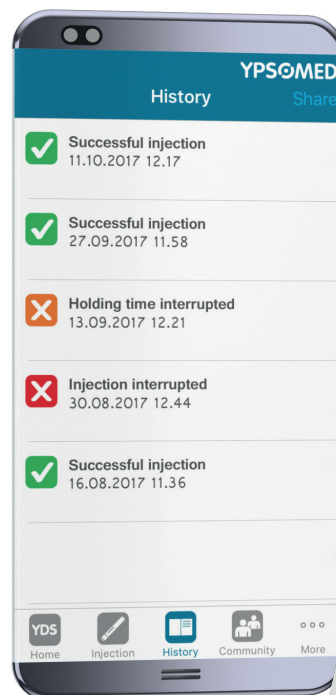 YPSOMED
History
Share
Successful injection
11.10.2017 12.17
Successful injection
27.09.2017 11.58
Holding time interrupted
13.09.2017 12.21
Injection interrupted
30.08.2017 12.44
Successful injection
16.08.2017 11.36
YDS
Home
Injection
History
Community
More